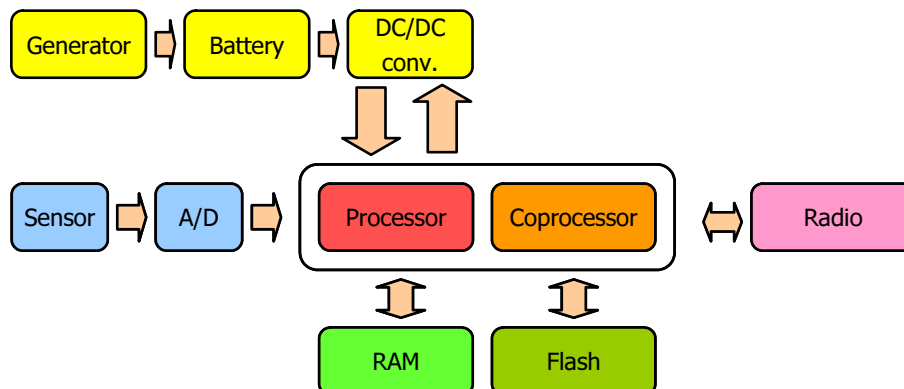 Generator
Battery
DC/DC
conv.
Sensor
A/D
Processor
Coprocessor
Radio
RAM
Flash